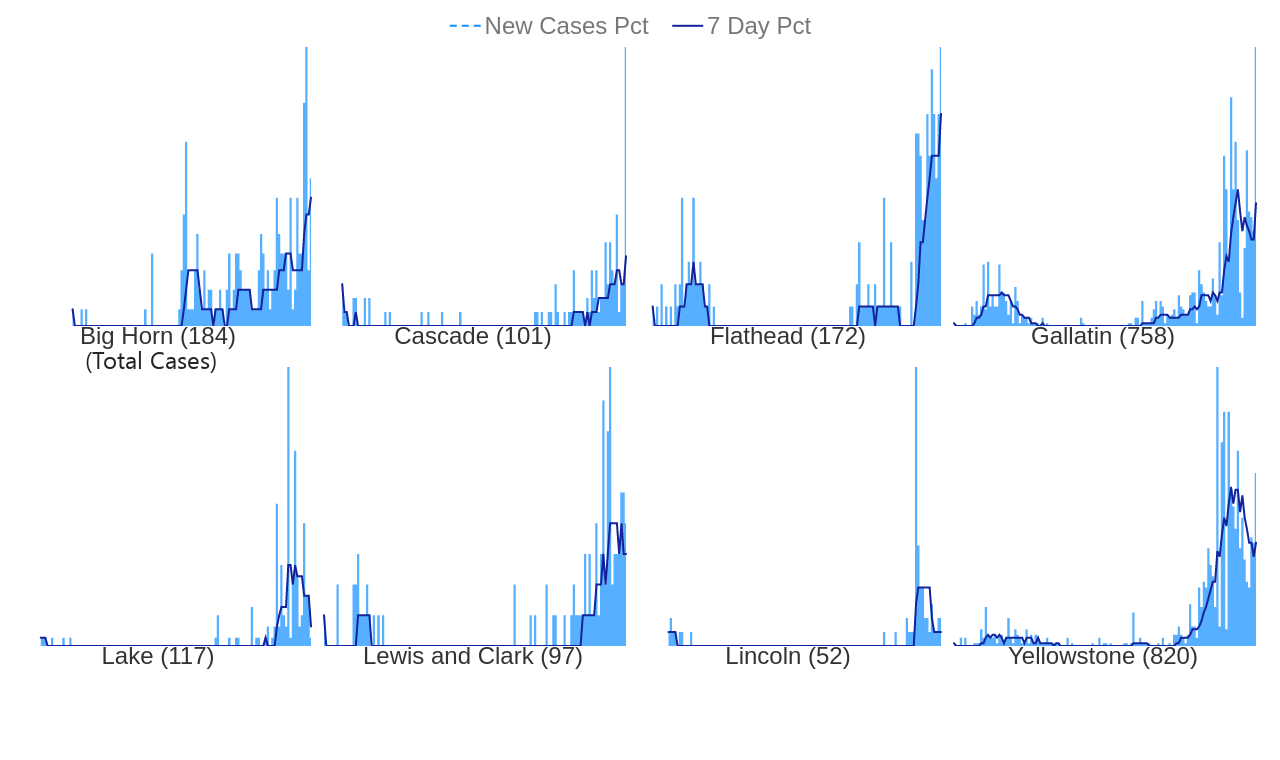 New Cases Pct 7 Day Pct
Big Horn (184) Cascade (101) Flathead (172) Gallatin (758)
(Total Cases)
Lake (117) Lewis and Clark (97) Lincoln (52) Yellowstone (820)